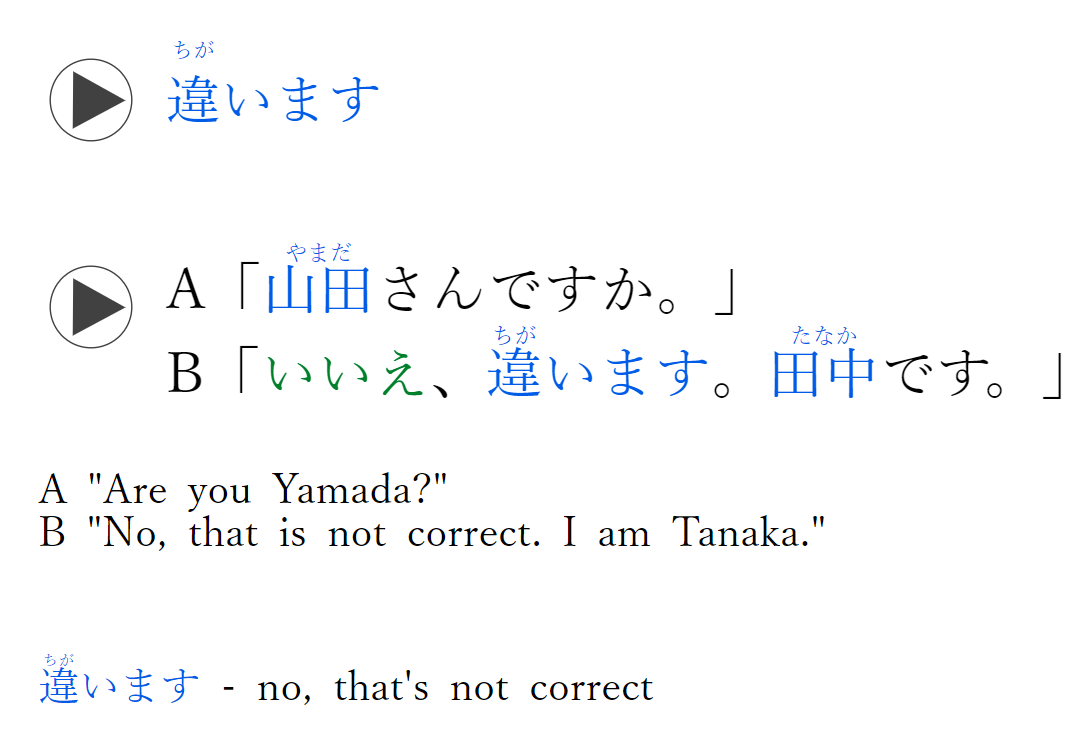 ちが
違います
やまだ
A「山田さんですか。」
ちが たなか
B「いいえ、違います。田中です。」
A "Are you Yamada?"
B "No, that is not correct. I am Tanaka."
ちが
違います - no, that's not correct